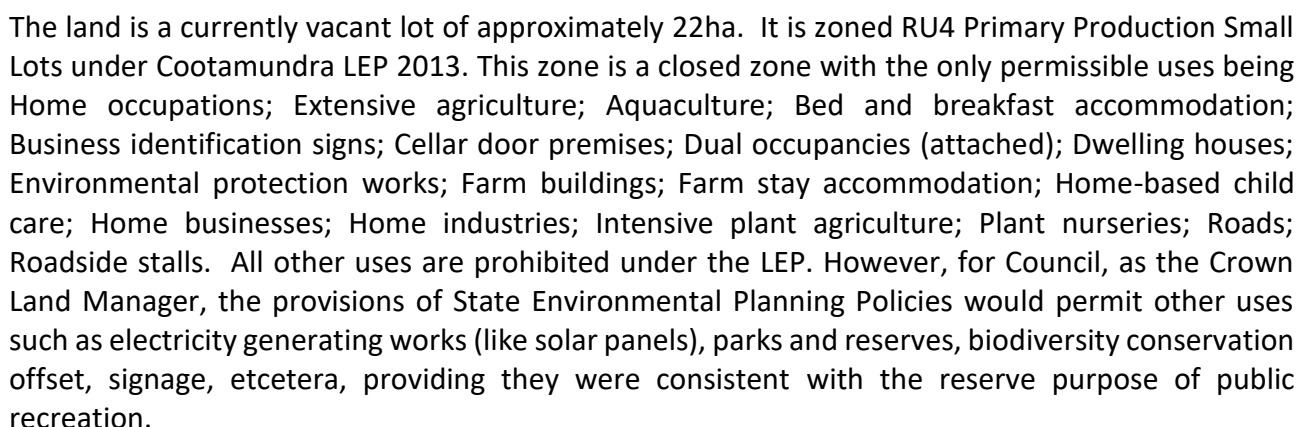 The land is a currently vacant lot of approximately 22ha.  It is zoned RU4 Primary Production Small
Lots under Cootamundra LEP 2013. This zone is a closed zone with the only permissible uses being
Home occupations; Extensive agriculture; Aquaculture; Bed and breakfast accommodation;
Business identification signs; Cellar door premises; Dual occupancies (attached); Dwelling houses;
Environmental protection works; Farm buildings; Farm stay accommodation; Home-based child
care; Home businesses; Home industries; Intensive plant agriculture; Plant nurseries; Roads;
Roadside stalls.  All other uses are prohibited under the LEP. However, for Council, as the Crown
Land Manager, the provisions of State Environmental Planning Policies would permit other uses
such as electricity generating works (like solar panels), parks and reserves, biodiversity conservation
offset, signage, etcetera, providing they were consistent with the reserve purpose of public
recreation.